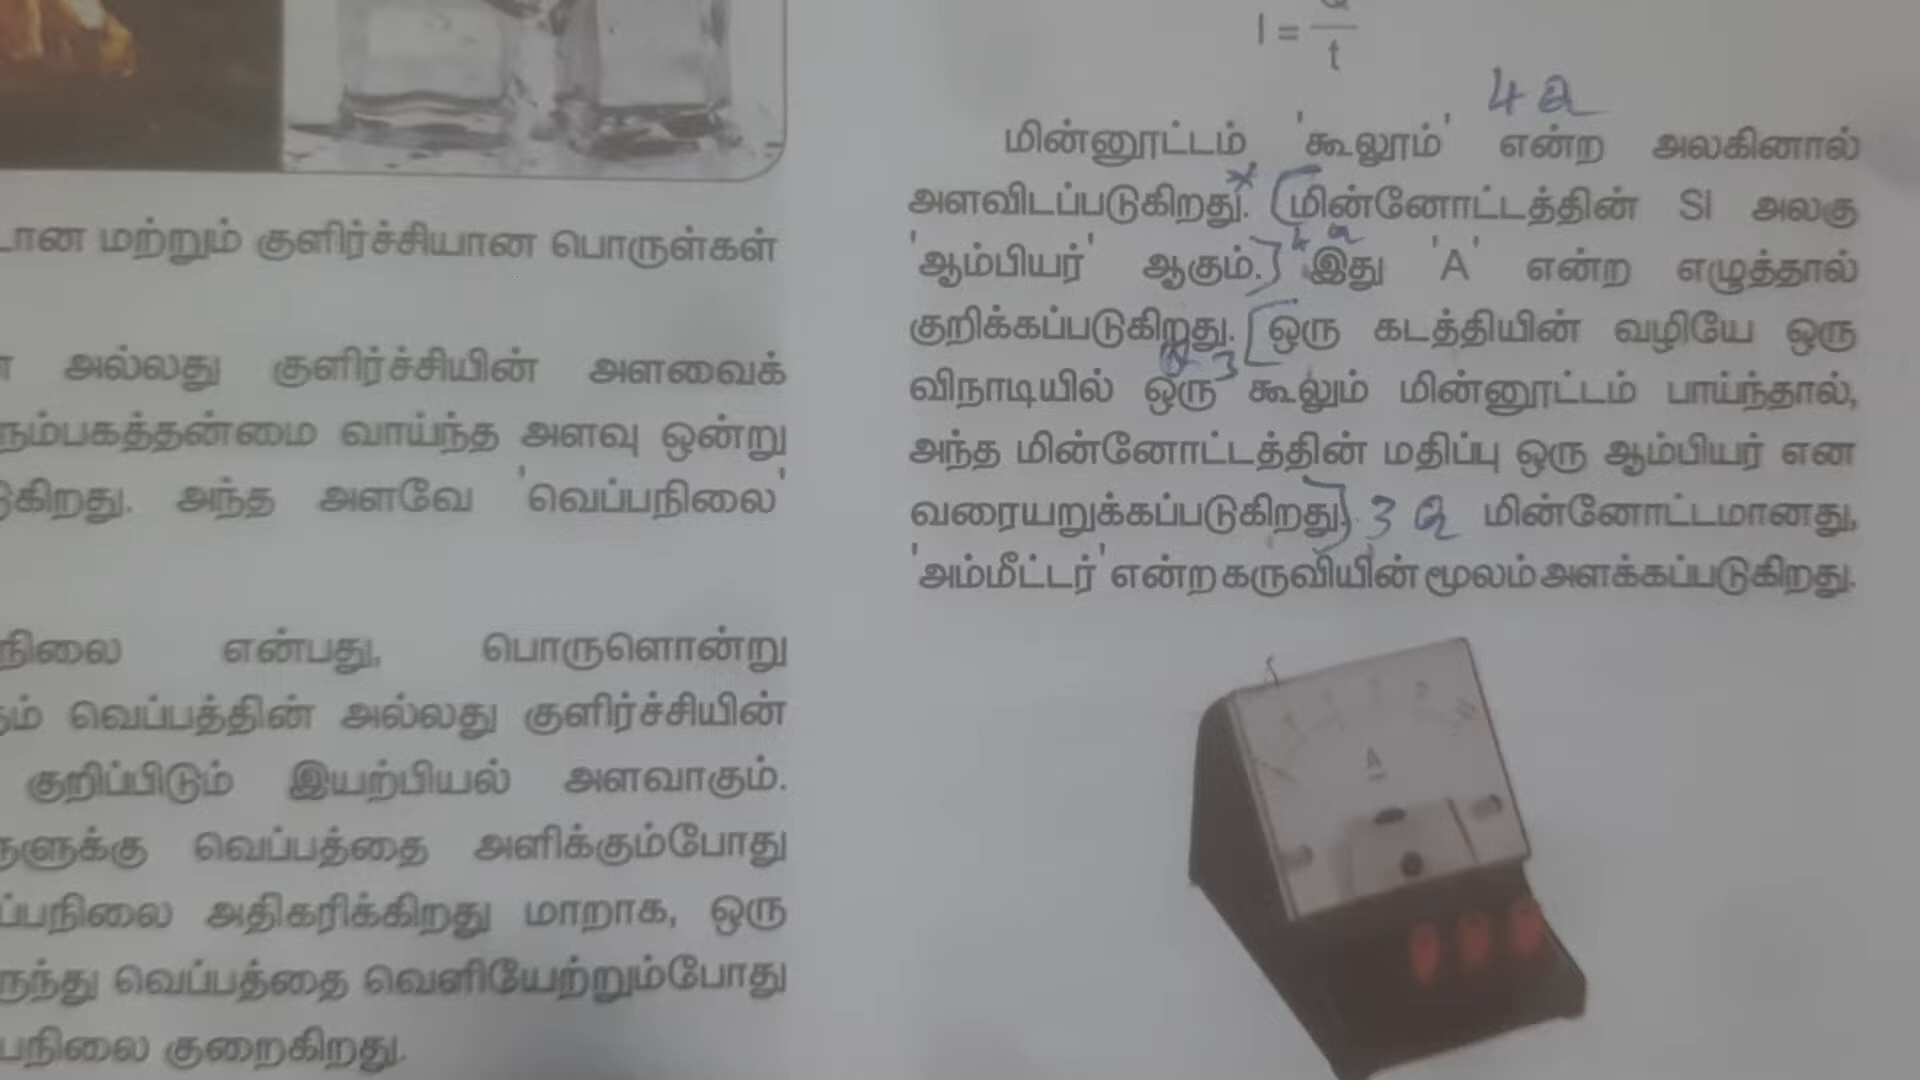 மற்றும் குளிர்ச்சியான பொருள்கள்
அல்லது குளிர்ச்சியின் அளவைக்
வாய்ந்த அளவு ஒன்று
அந்த அளவே 'வெப்பநிலை'
என்பது, பொருளொன்று
வெப்பத்தின் அல்லது குளிர்ச்சியின்
குறிப்பிடும் இயற்பியல் அளவாகும்.
வெப்பத்தை அளிக்கும்போது
அதிகரிக்கிறது மாறாக, ஒரு
வெப்பத்தை வெளியேற்றும்போது
குறைகிறது.
I = Q
t
4 வி
மின்னூட்டம் 'கூலூம்' என்ற அலகினால்
அளவிடப்படுகிறது. மின்னோட்டத்தின் SI அலகு
'ஆம்பியர்' ஆகும். இது 'A' என்ற எழுத்தால்
குறிக்கப்படுகிறது. ஒரு கடத்தியின் வழியே ஒரு
விநாடியில் ஒரு கூலும் மின்னூட்டம் பாய்ந்தால்,
அந்த மின்னோட்டத்தின் மதிப்பு ஒரு ஆம்பியர் என
வரையறுக்கப்படுகிறது. 3 வி மின்னோட்டமானது,
'அம்மீட்டர்' என்ற கருவியின் மூலம் அளக்கப்படுகிறது.
A